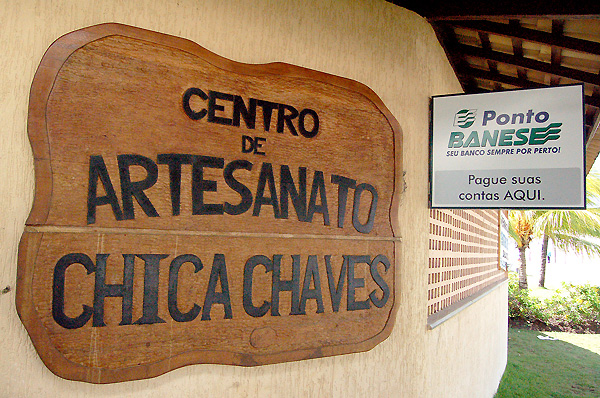 CENTRO
DE
ARTESANATO
CHICA CHAVES
Ponto
BANESE
SEU BANCO SEMPRE POR PERTO!
Pague suas
contas AQUI.